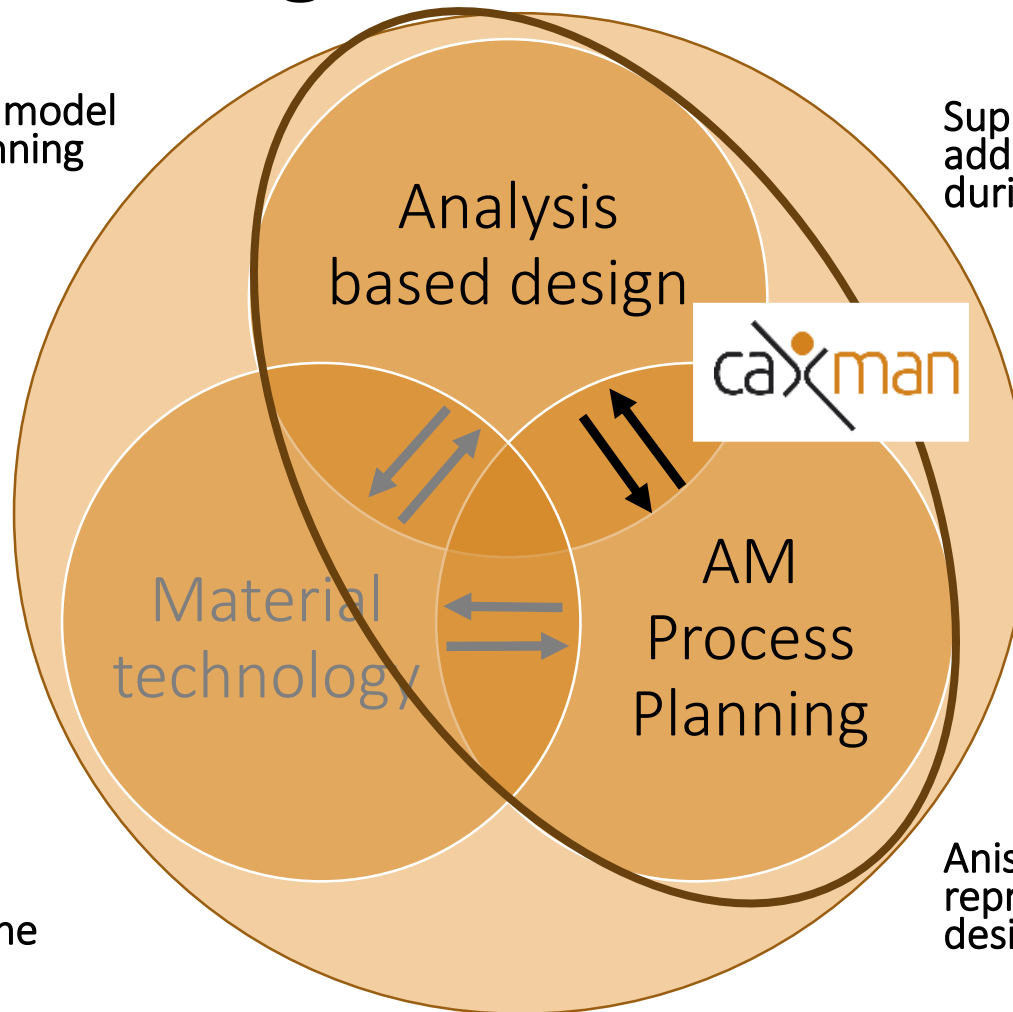 model
nning
Sup
add
duri
Analysis
based design
caxman
AM
Process
Planning
Material
technology
Anis
repr
desi
ne